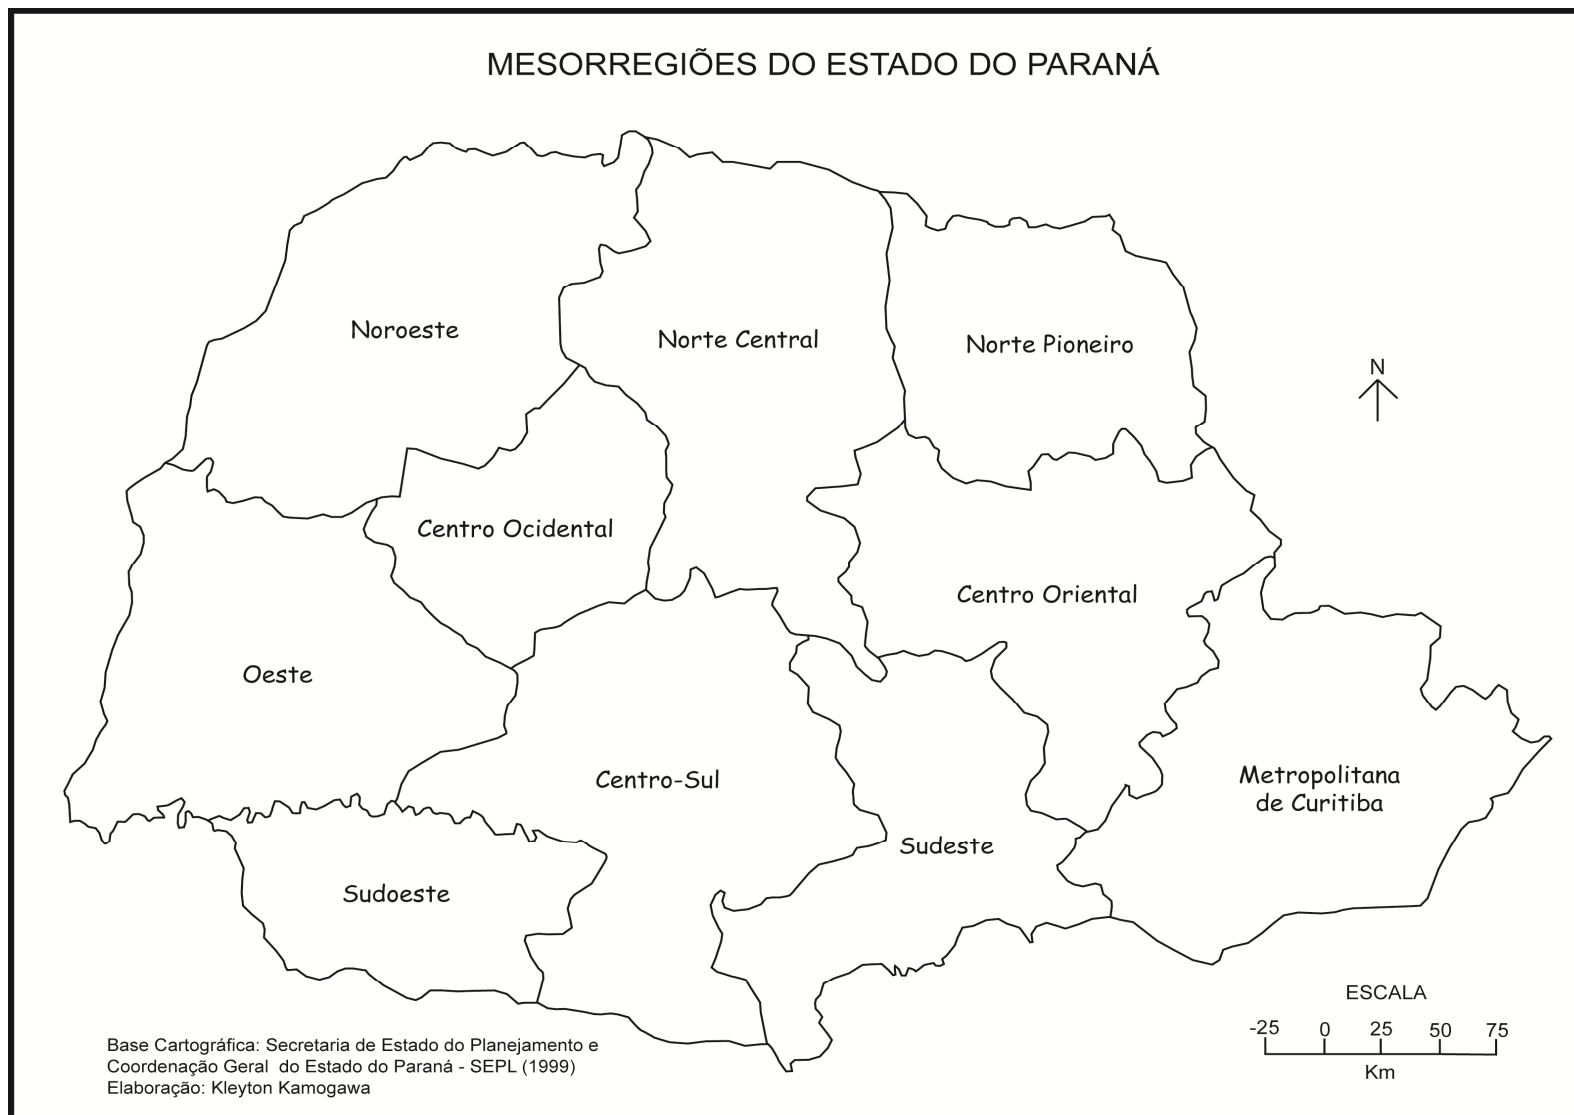 MESORREGIÕES DO ESTADO DO PARANÁ
Noroeste
Norte Central
Norte Pioneiro
N
Centro Ocidental
Centro Oriental
Oeste
Centro-Sul
Metropolitana
de Curitiba
Sudeste
Sudoeste
ESCALA
-25 0 25 50 75
Km
Base Cartográfica: Secretaria de Estado do Planejamento e
Coordenação Geral do Estado do Paraná - SEPL (1999)
Elaboração: Kleyton Kamogawa